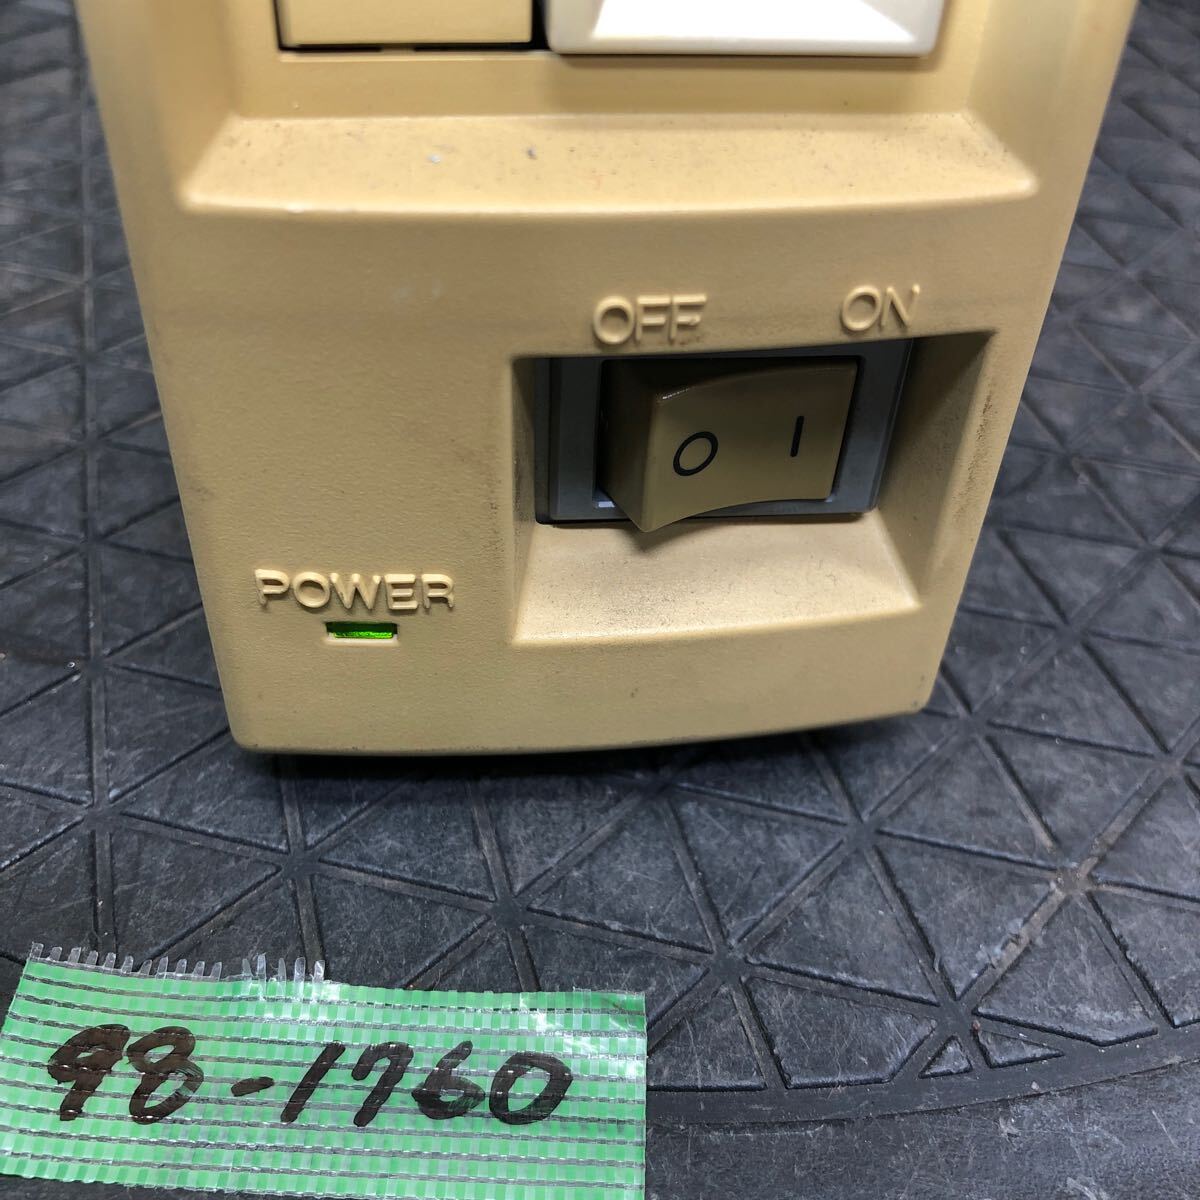 OFF ON
O I
POWER
98-1760